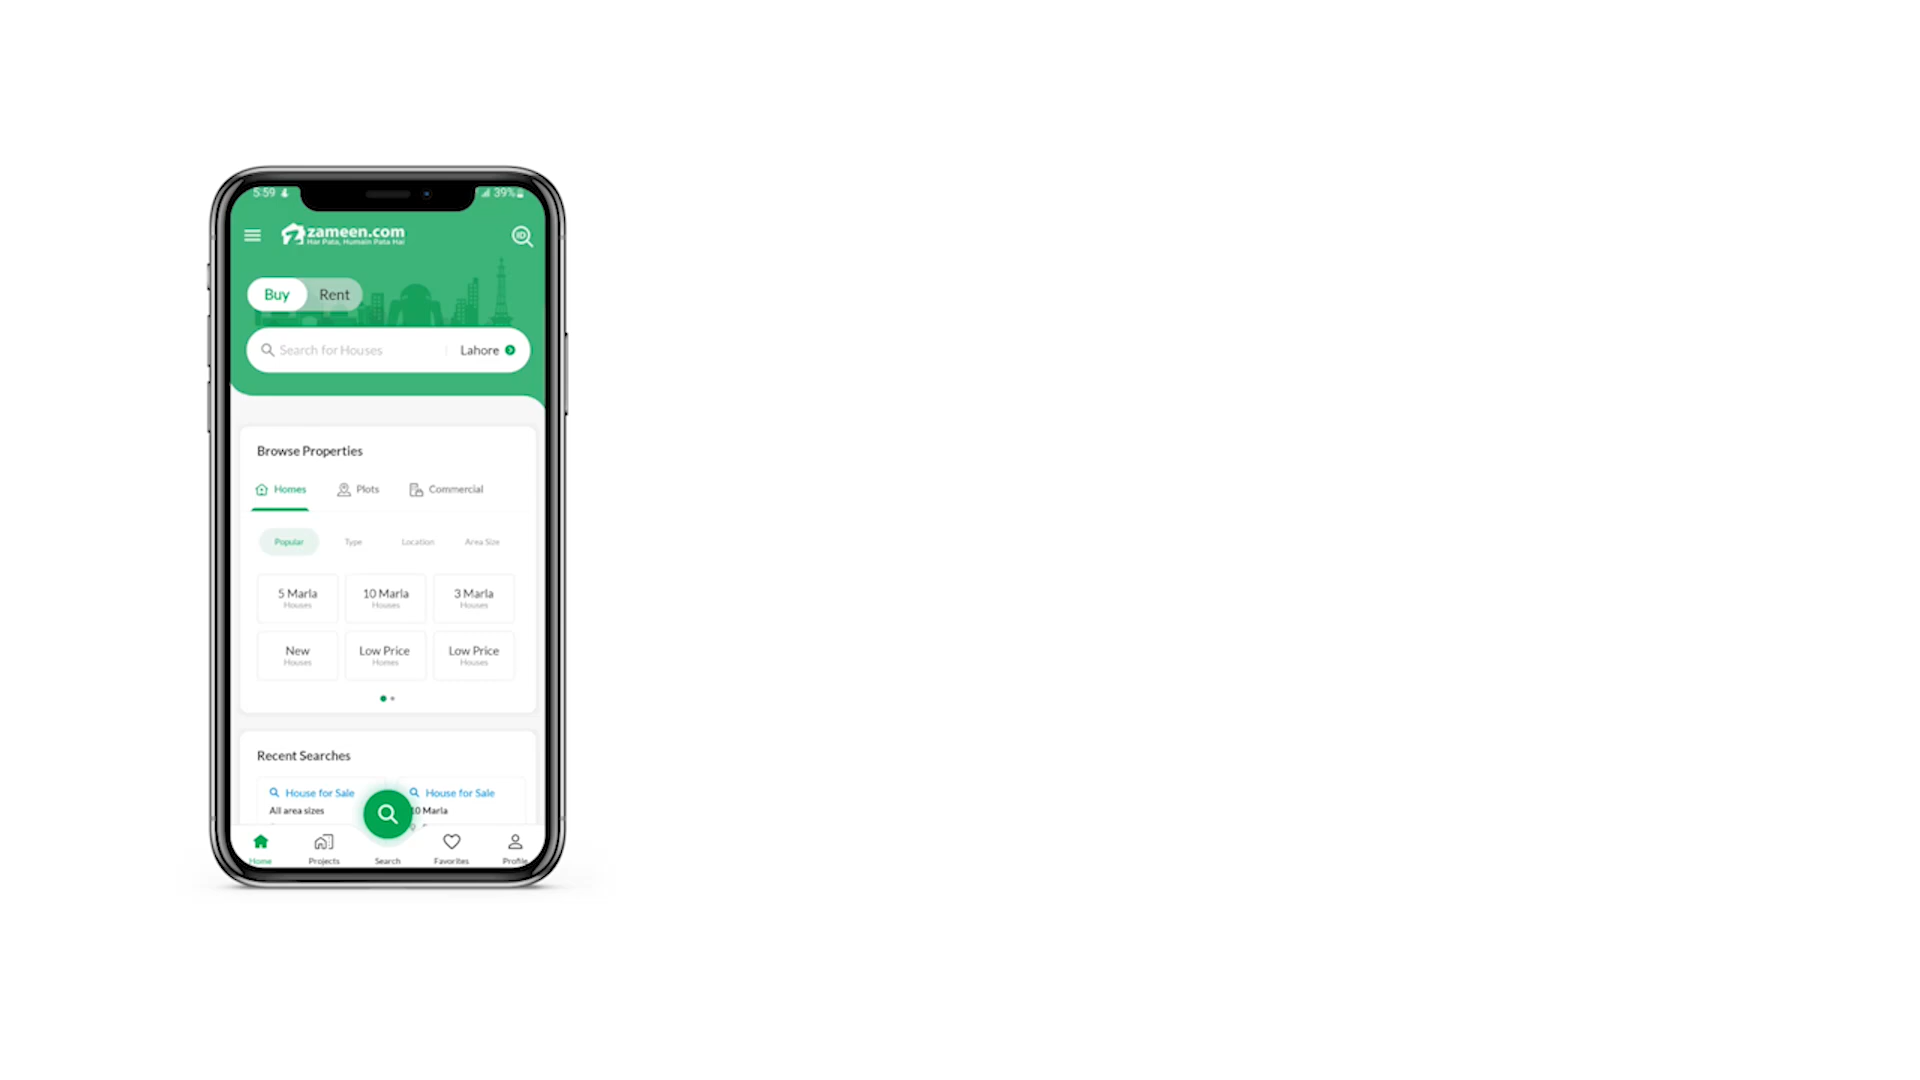 5:59 39%
zameen.com
Har Pata, Humein Pata Hai
Buy Rent
Search for Houses Lahore
Browse Properties
Homes Plots Commercial
Popular Type Location Area Size
5 Marla 10 Marla 3 Marla
Houses Houses Houses
New Low Price Low Price
Houses Homes Houses
Recent Searches
House for Sale House for Sale
All area sizes 10 Marla
Home Projects Search Favorites Profile